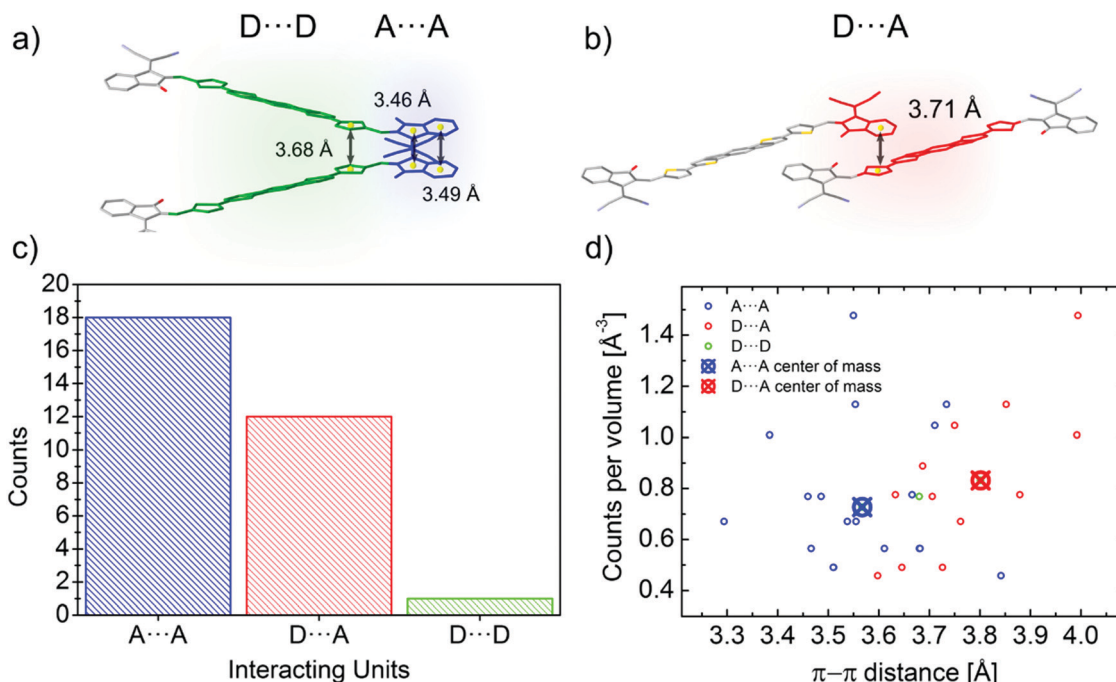 a)
D···D
A···A
3.46 Å
3.68 Å
3.49 Å
b)
D···A
3.71 Å
c)
20
18
16
14
12
10
8
6
4
2
0
Counts
A···A
D···A
D···D
Interacting Units
d)
A···A
D···A
D···D
A···A center of mass
D···A center of mass
1.4
1.2
1.0
0.8
0.6
0.4
Counts per volume [Å⁻³]
3.3 3.4 3.5 3.6 3.7 3.8 3.9 4.0
π–π distance [Å]